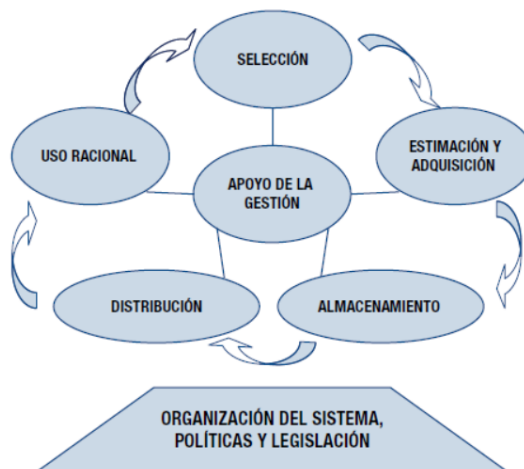 SELECCIÓN
ESTIMACIÓN Y
ADQUISICIÓN
USO RACIONAL
APOYO DE LA
GESTIÓN
DISTRIBUCIÓN
ALMACENAMIENTO
ORGANIZACIÓN DEL SISTEMA,
POLÍTICAS Y LEGISLACIÓN